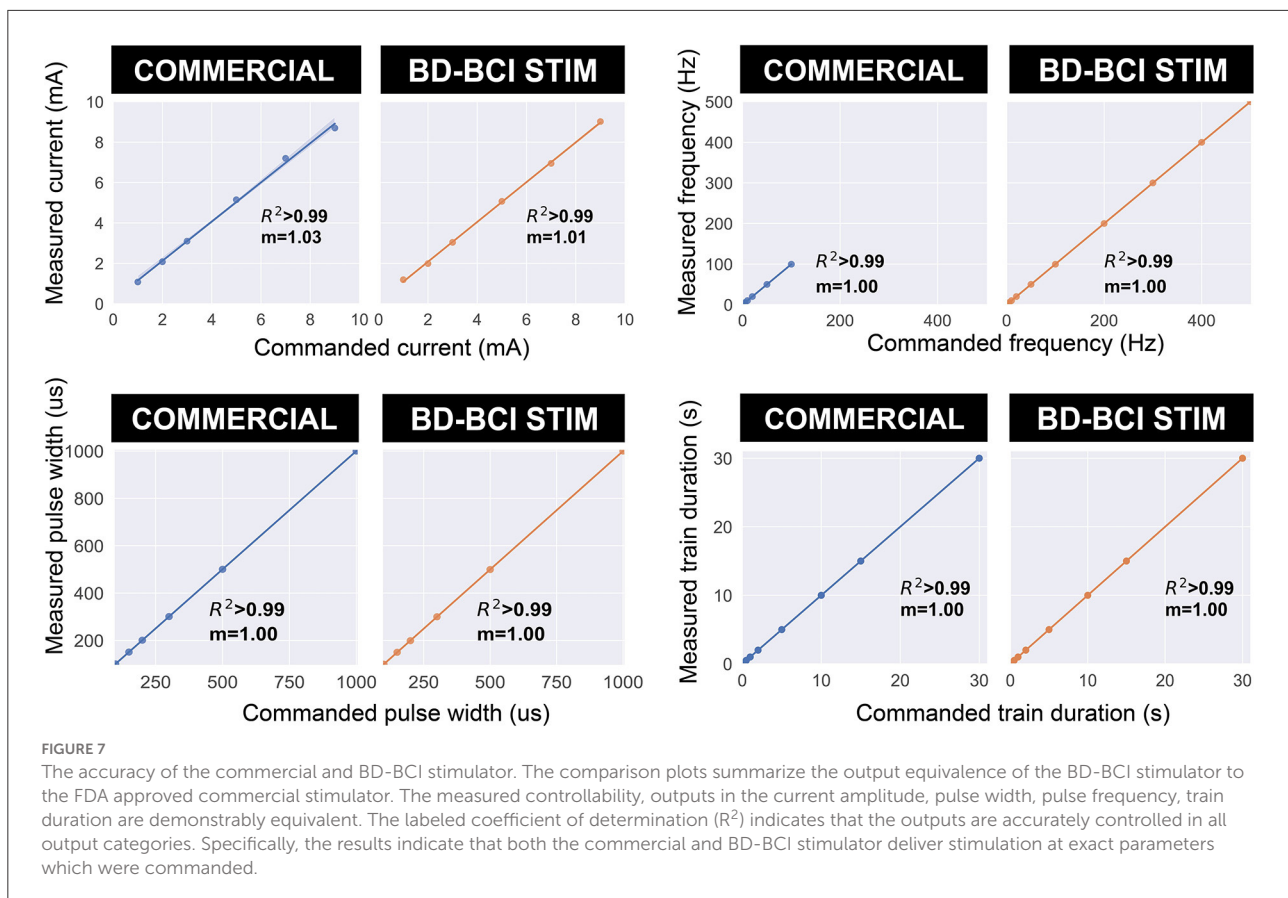 COMMERCIAL
BD-BCI STIM
Measured current (mA)
10
8
6
4
2
0
R²>0.99
m=1.03
R²>0.99
m=1.01
0 2 4 6 8 10 0 2 4 6 8 10
Commanded current (mA)
COMMERCIAL
BD-BCI STIM
Measured frequency (Hz)
500
400
300
200
100
0
R²>0.99
m=1.00
R²>0.99
m=1.00
0 200 400 0 200 400
Commanded frequency (Hz)
COMMERCIAL
BD-BCI STIM
Measured pulse width (us)
1000
800
600
400
200
R²>0.99
m=1.00
R²>0.99
m=1.00
250 500 750 1000 250 500 750 1000
Commanded pulse width (us)
COMMERCIAL
BD-BCI STIM
Measured train duration (s)
30
20
10
0
R²>0.99
m=1.00
R²>0.99
m=1.00
0 10 20 30 0 10 20 30
Commanded train duration (s)
FIGURE 7
The accuracy of the commercial and BD-BCI stimulator. The comparison plots summarize the output equivalence of the BD-BCI stimulator to
the FDA approved commercial stimulator. The measured controllability, outputs in the current amplitude, pulse width, pulse frequency, train
duration are demonstrably equivalent. The labeled coefficient of determination (R²) indicates that the outputs are accurately controlled in all
output categories. Specifically, the results indicate that both the commercial and BD-BCI stimulator deliver stimulation at exact parameters
which were commanded.